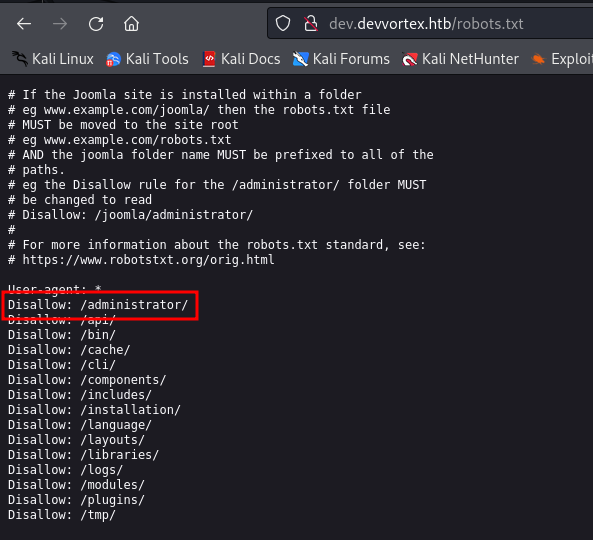 dev.devvortex.htb/robots.txt
Kali Linux Kali Tools Kali Docs Kali Forums Kali NetHunter Exploit
# If the Joomla site is installed within a folder
# eg www.example.com/joomla/ then the robots.txt file
# MUST be moved to the site root
# eg www.example.com/robots.txt
# AND the joomla folder name MUST be prefixed to all of the
# paths.
# eg the Disallow rule for the /administrator/ folder MUST
# be changed to read
# Disallow: /joomla/administrator/
#
# For more information about the robots.txt standard, see:
# https://www.robotstxt.org/orig.html
User-agent: *
Disallow: /administrator/
Disallow: /api/
Disallow: /bin/
Disallow: /cache/
Disallow: /cli/
Disallow: /components/
Disallow: /includes/
Disallow: /installation/
Disallow: /language/
Disallow: /layouts/
Disallow: /libraries/
Disallow: /logs/
Disallow: /modules/
Disallow: /plugins/
Disallow: /tmp/